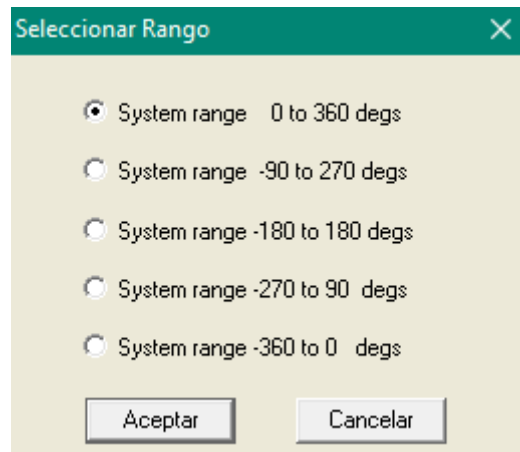 Seleccionar Rango
System range 0 to 360 degs
System range -90 to 270 degs
System range -180 to 180 degs
System range -270 to 90 degs
System range -360 to 0 degs
Aceptar Cancelar